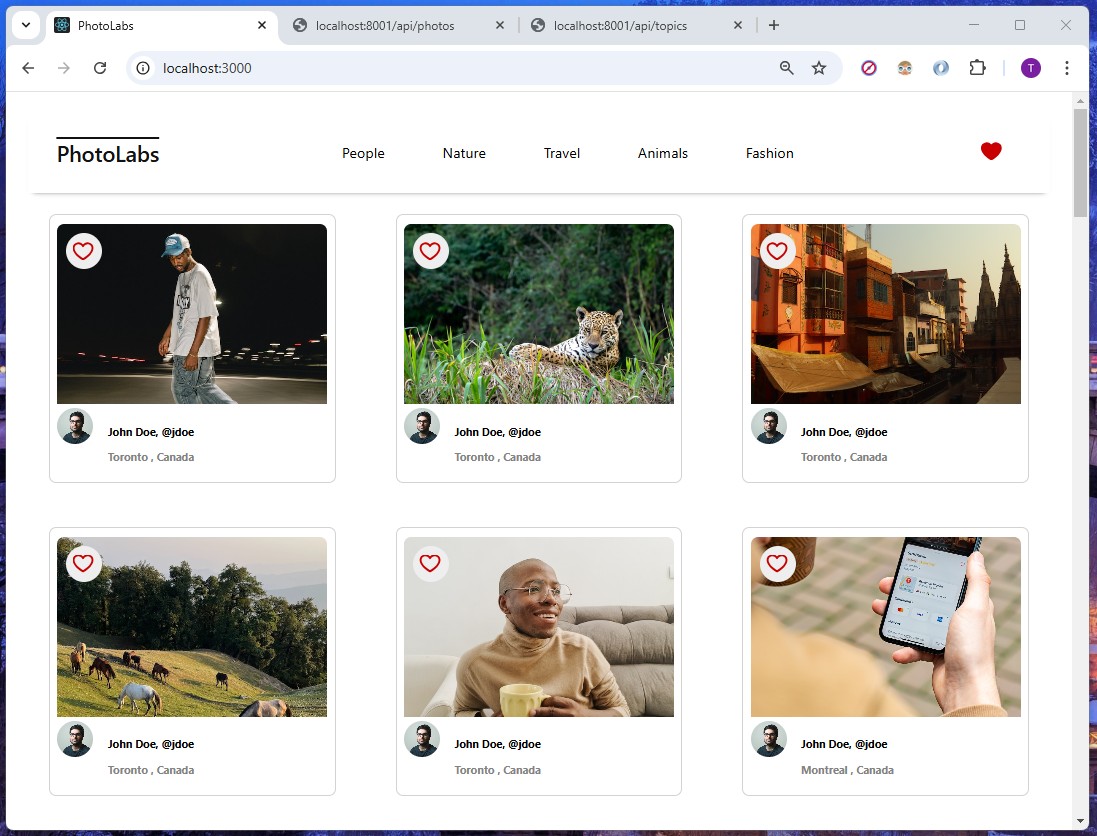 PhotoLabs
localhost:8001/api/photos
localhost:8001/api/topics
localhost:3000
T
PhotoLabs
People
Nature
Travel
Animals
Fashion
John Doe, @jdoe
Toronto , Canada
John Doe, @jdoe
Toronto , Canada
John Doe, @jdoe
Toronto , Canada
John Doe, @jdoe
Toronto , Canada
John Doe, @jdoe
Toronto , Canada
John Doe, @jdoe
Montreal , Canada